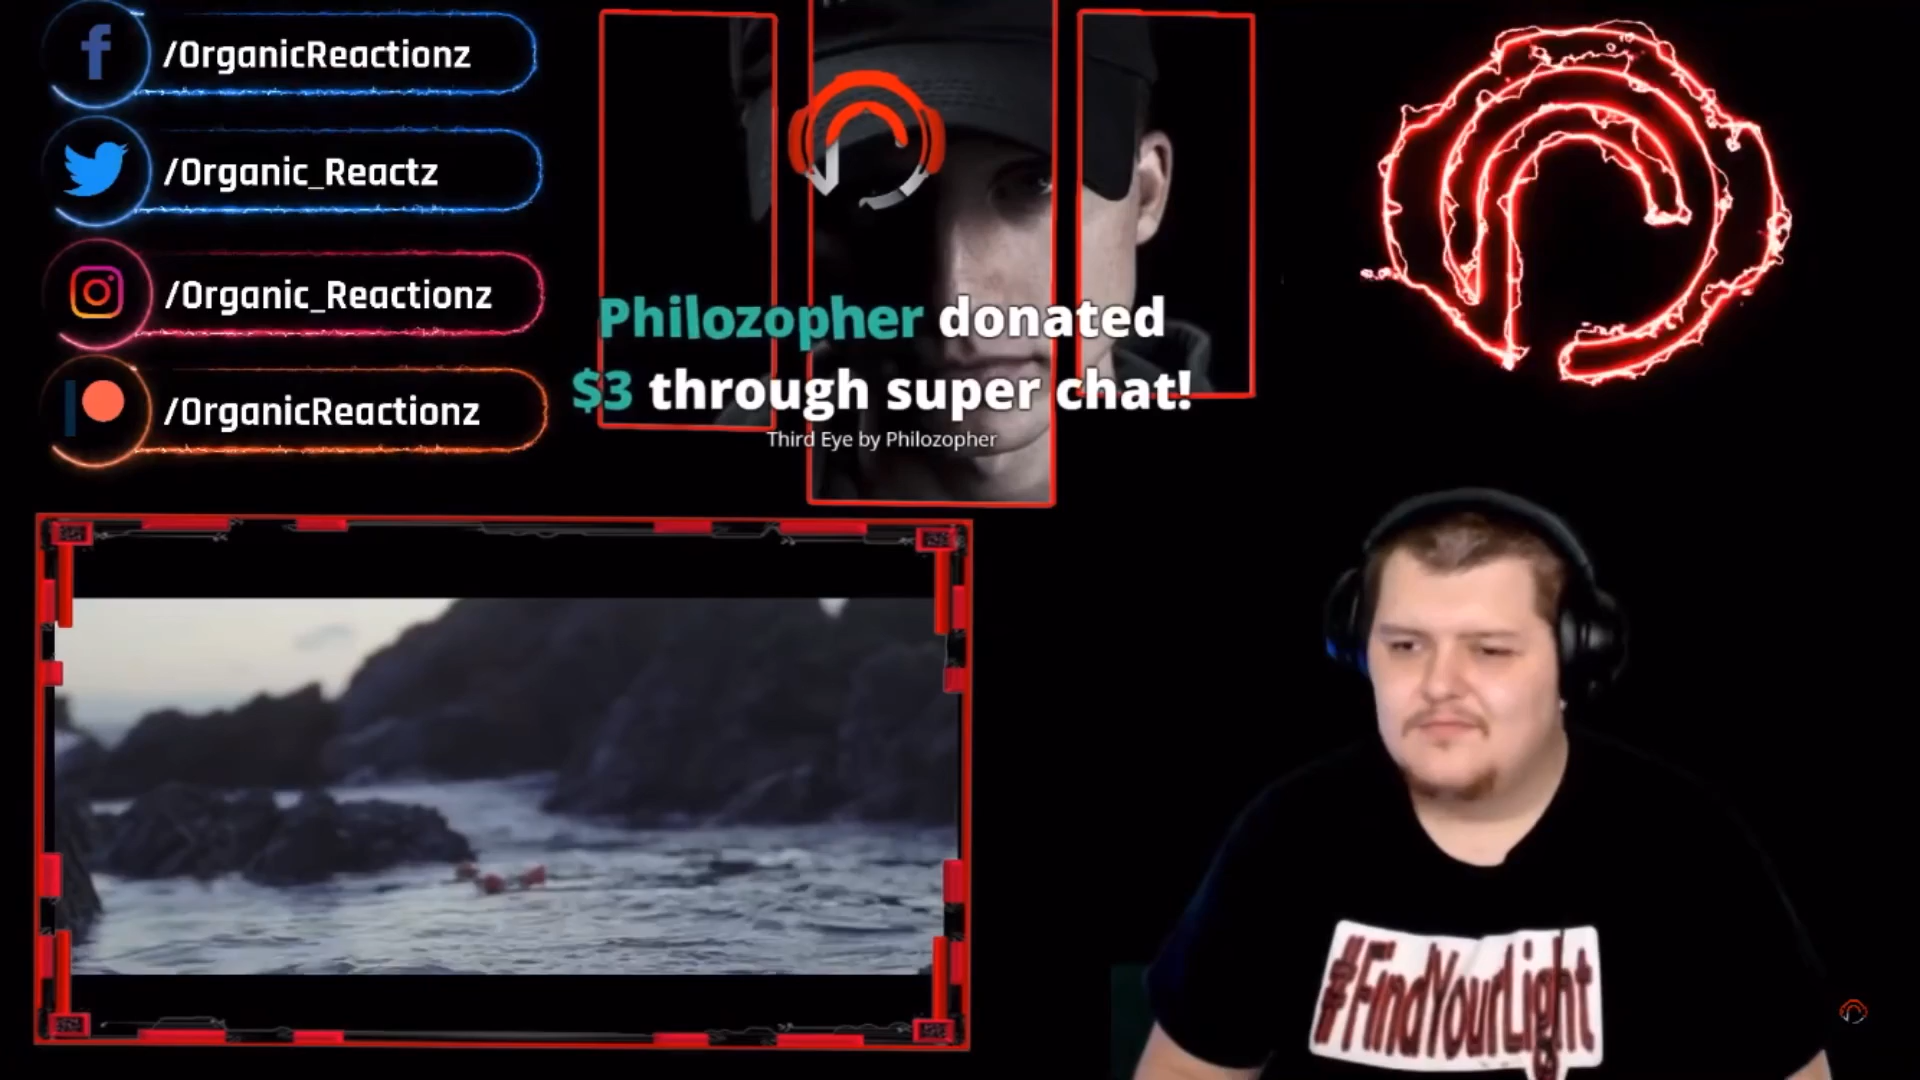 /OrganicReactionz
/Organic_Reactz
/Organic_Reactionz
/OrganicReactionz
Philozopher donated
$3 through super chat!
Third Eye by Philozopher
#FindYourLight